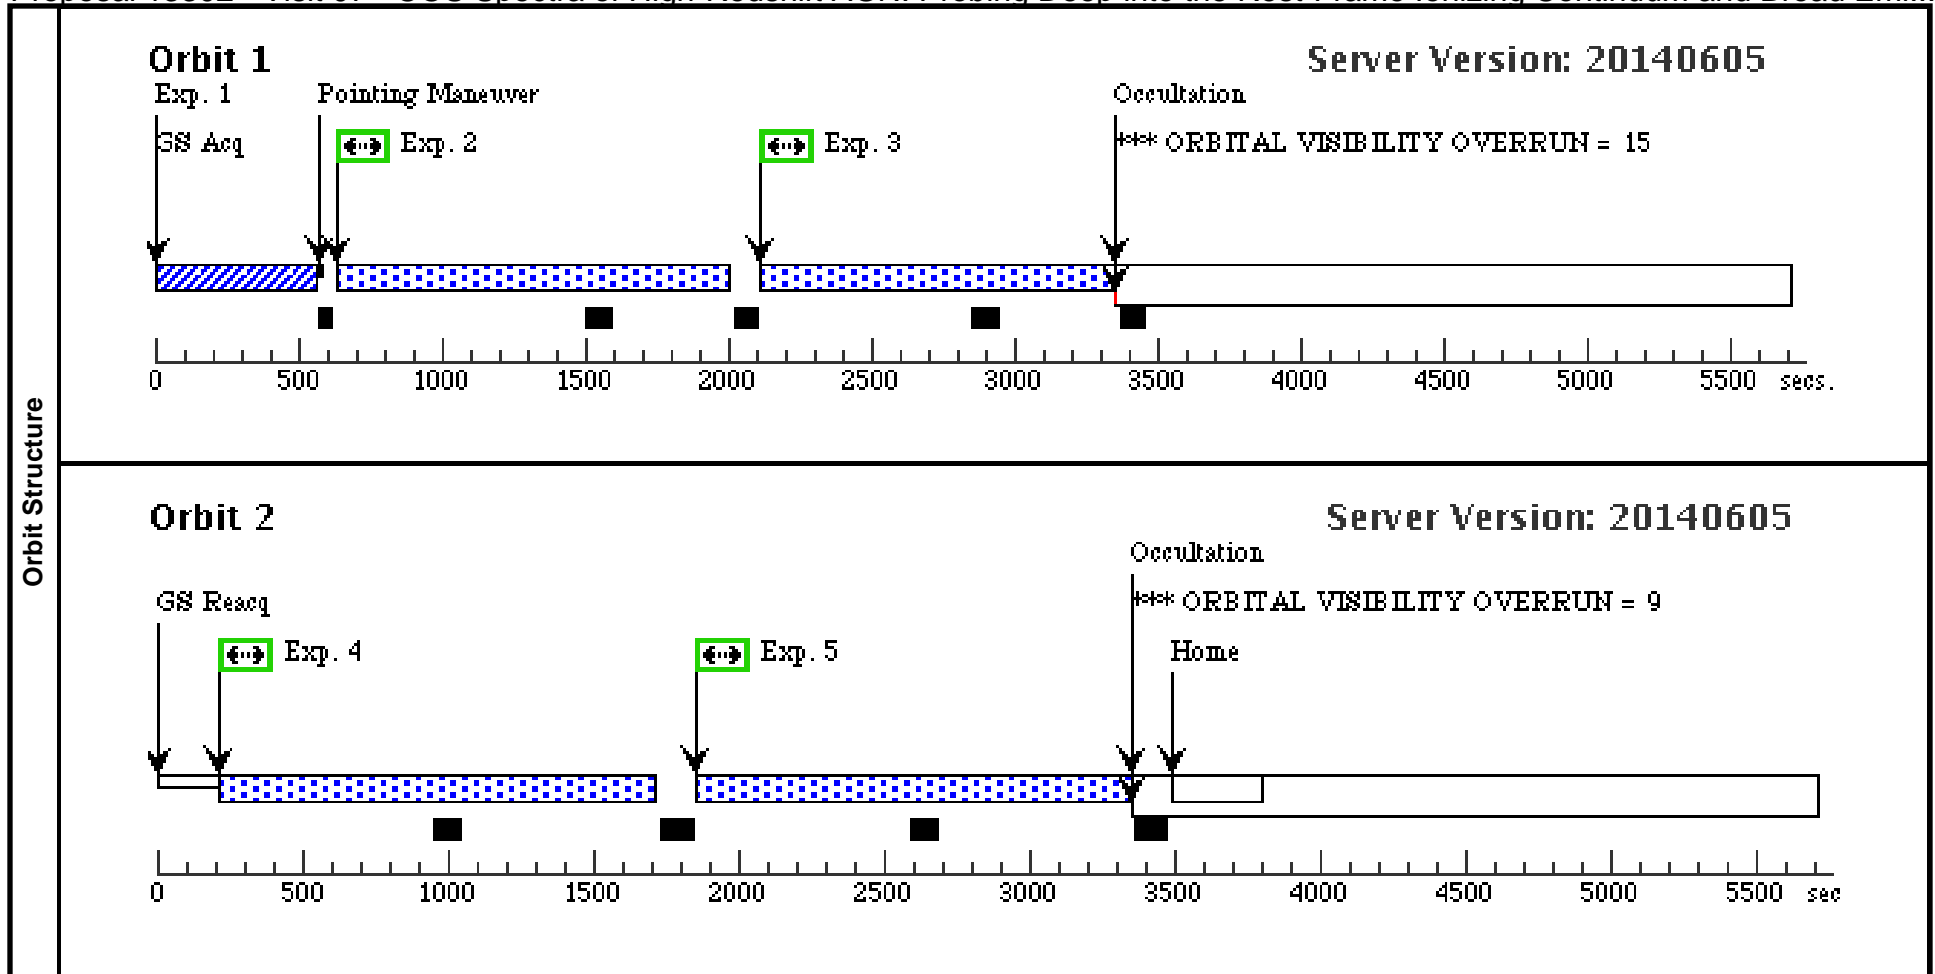 Orbit Structure
Orbit 1
Server Version: 20140605
Exp. 1 Pointing Maneuver Occultation
GS Acq Exp. 2 Exp. 3 *** ORBITAL VISIBILITY OVERRUN = 15
0 500 1000 1500 2000 2500 3000 3500 4000 4500 5000 5500 secs.
Orbit 2
Server Version: 20140605
Occultation
GS Reacq *** ORBITAL VISIBILITY OVERRUN = 9
Exp. 4 Exp. 5 Home
0 500 1000 1500 2000 2500 3000 3500 4000 4500 5000 5500 sec